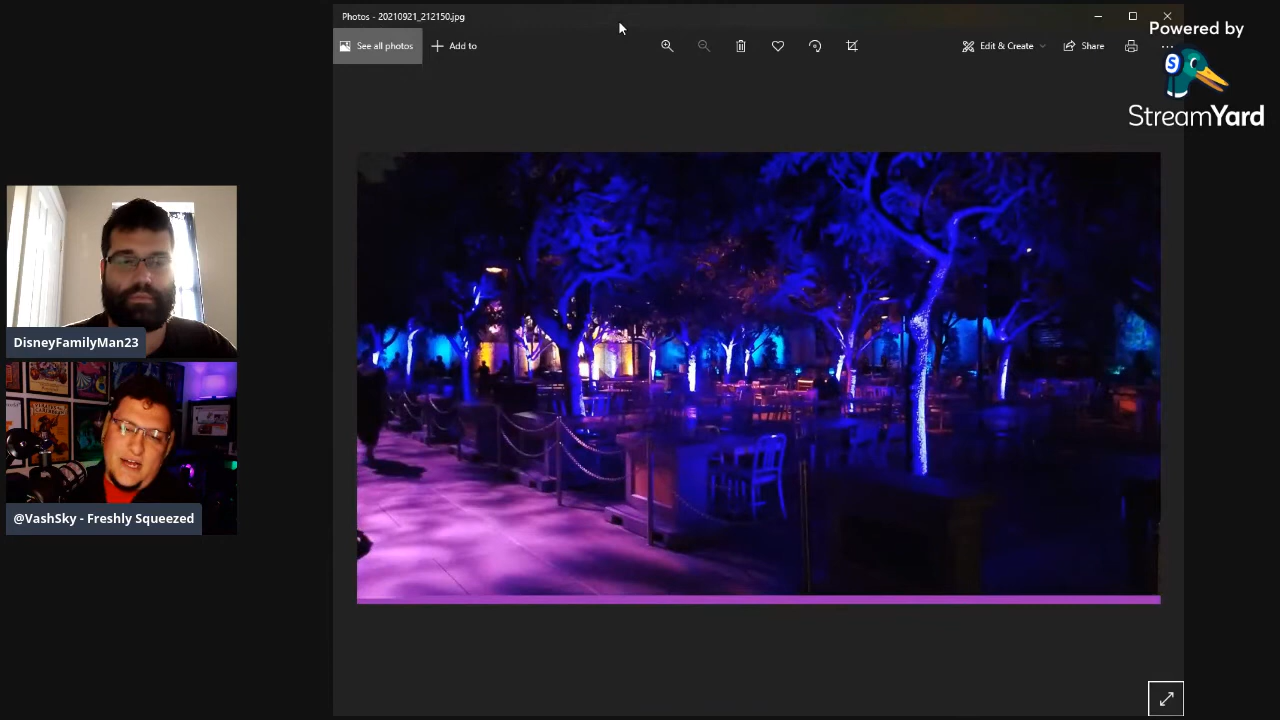 Photos - 20210921_212150.jpg
See all photos
Add to
Edit & Create
Share
Powered by
StreamYard
DisneyFamilyMan23
@VashSky - Freshly Squeezed